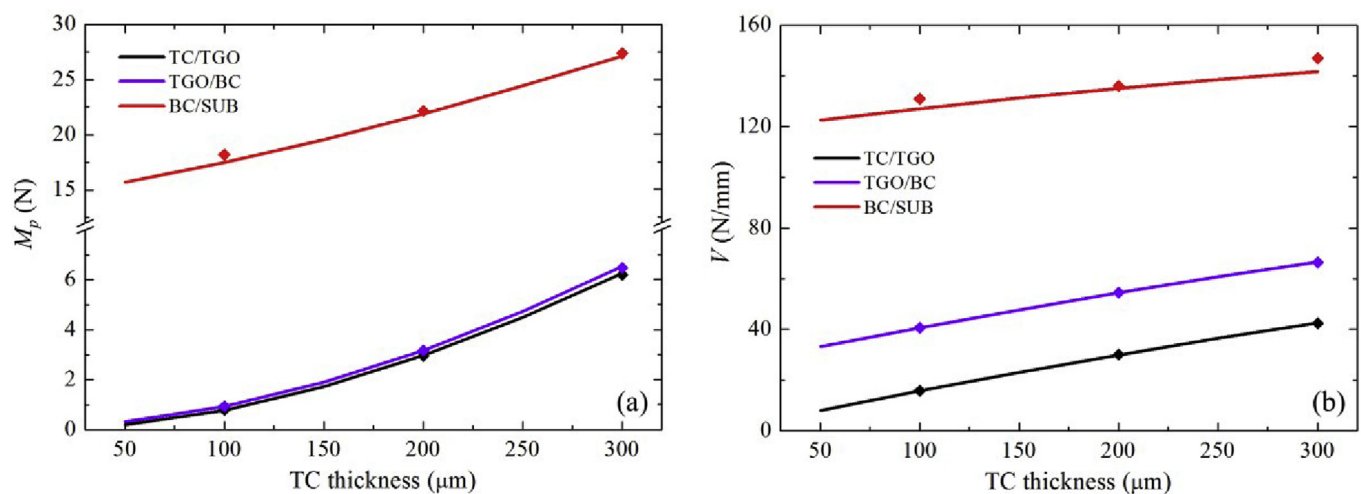 30
25
20
15
6
4
2
0
M_p (N)
TC/TGO
TGO/BC
BC/SUB
(a)
50 100 150 200 250 300
TC thickness (μm)
160
120
80
40
0
V (N/mm)
TC/TGO
TGO/BC
BC/SUB
(b)
50 100 150 200 250 300
TC thickness (μm)